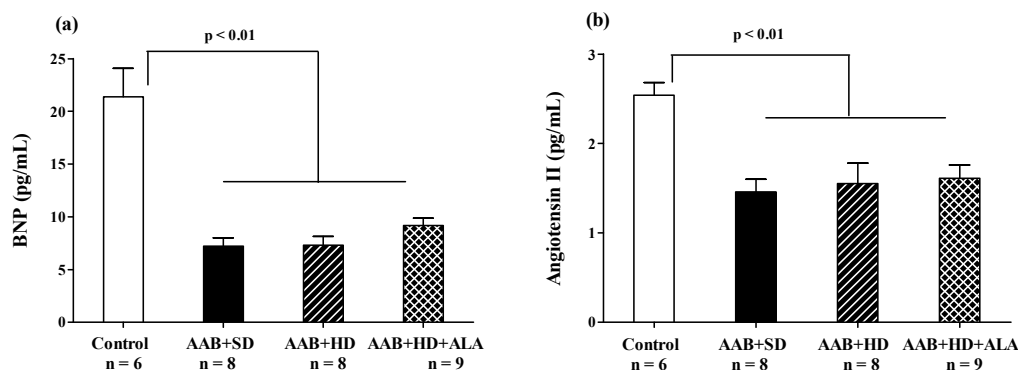 (a)
p < 0.01
25
20
15
10
5
0
BNP (pg/mL)
Control AAB+SD AAB+HD AAB+HD+ALA
n = 6 n = 8 n = 8 n = 9
(b)
p < 0.01
3
2
1
0
Angiotensin II (pg/mL)
Control AAB+SD AAB+HD AAB+HD+ALA
n = 6 n = 8 n = 8 n = 9